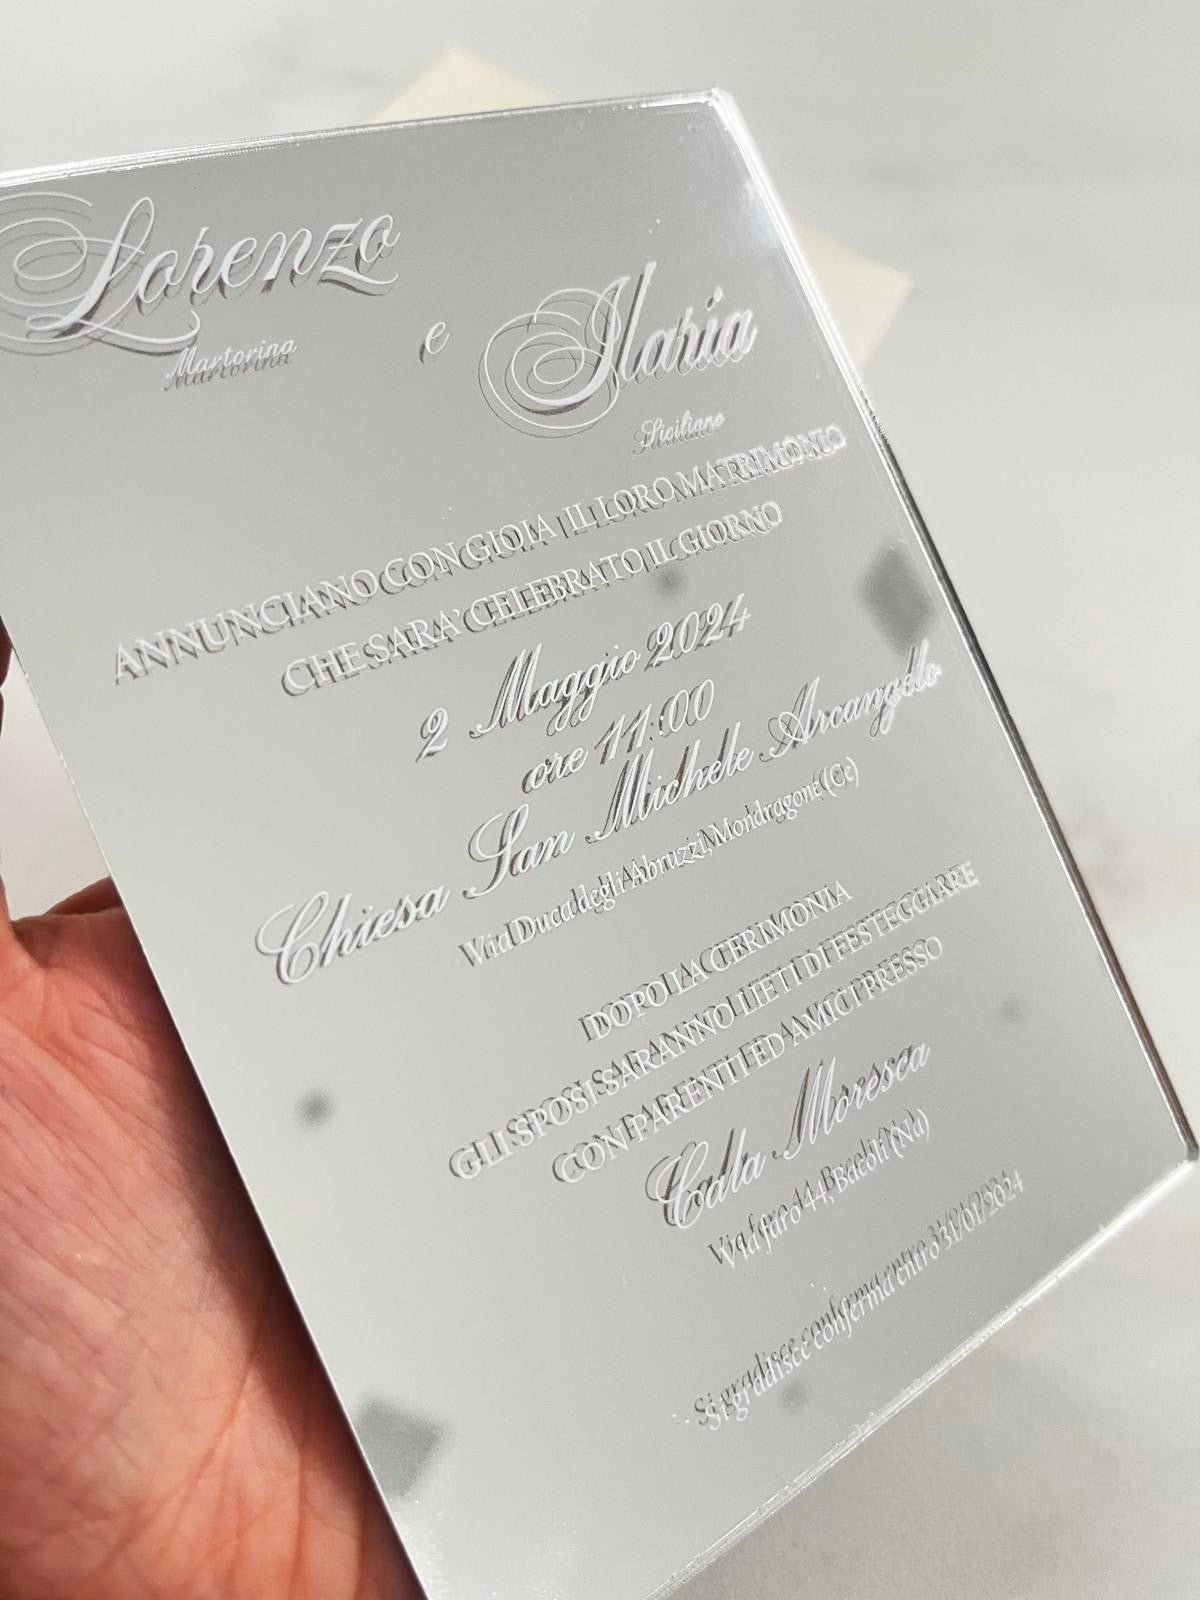 Lorenzo
Martorina
e
Ilaria
Siciliano
ANNUNCIANO CON GIOIA IL LORO MATRIMONIO
CHE SARA' CELEBRATO IL GIORNO
2 Maggio 2024
ore 11:00
Chiesa San Michele Arcangelo
Via Duca degli Abruzzi, Mondragone (Ce)
DOPO LA CERIMONIA
GLI SPOSI SARANNO LIETI DI FESTEGGIARE
CON PARENTI ED AMICI PRESSO
Cala Moresca
Via faro 44, Bacoli (Na)
Si gradisce conferma entro 31/01/2024